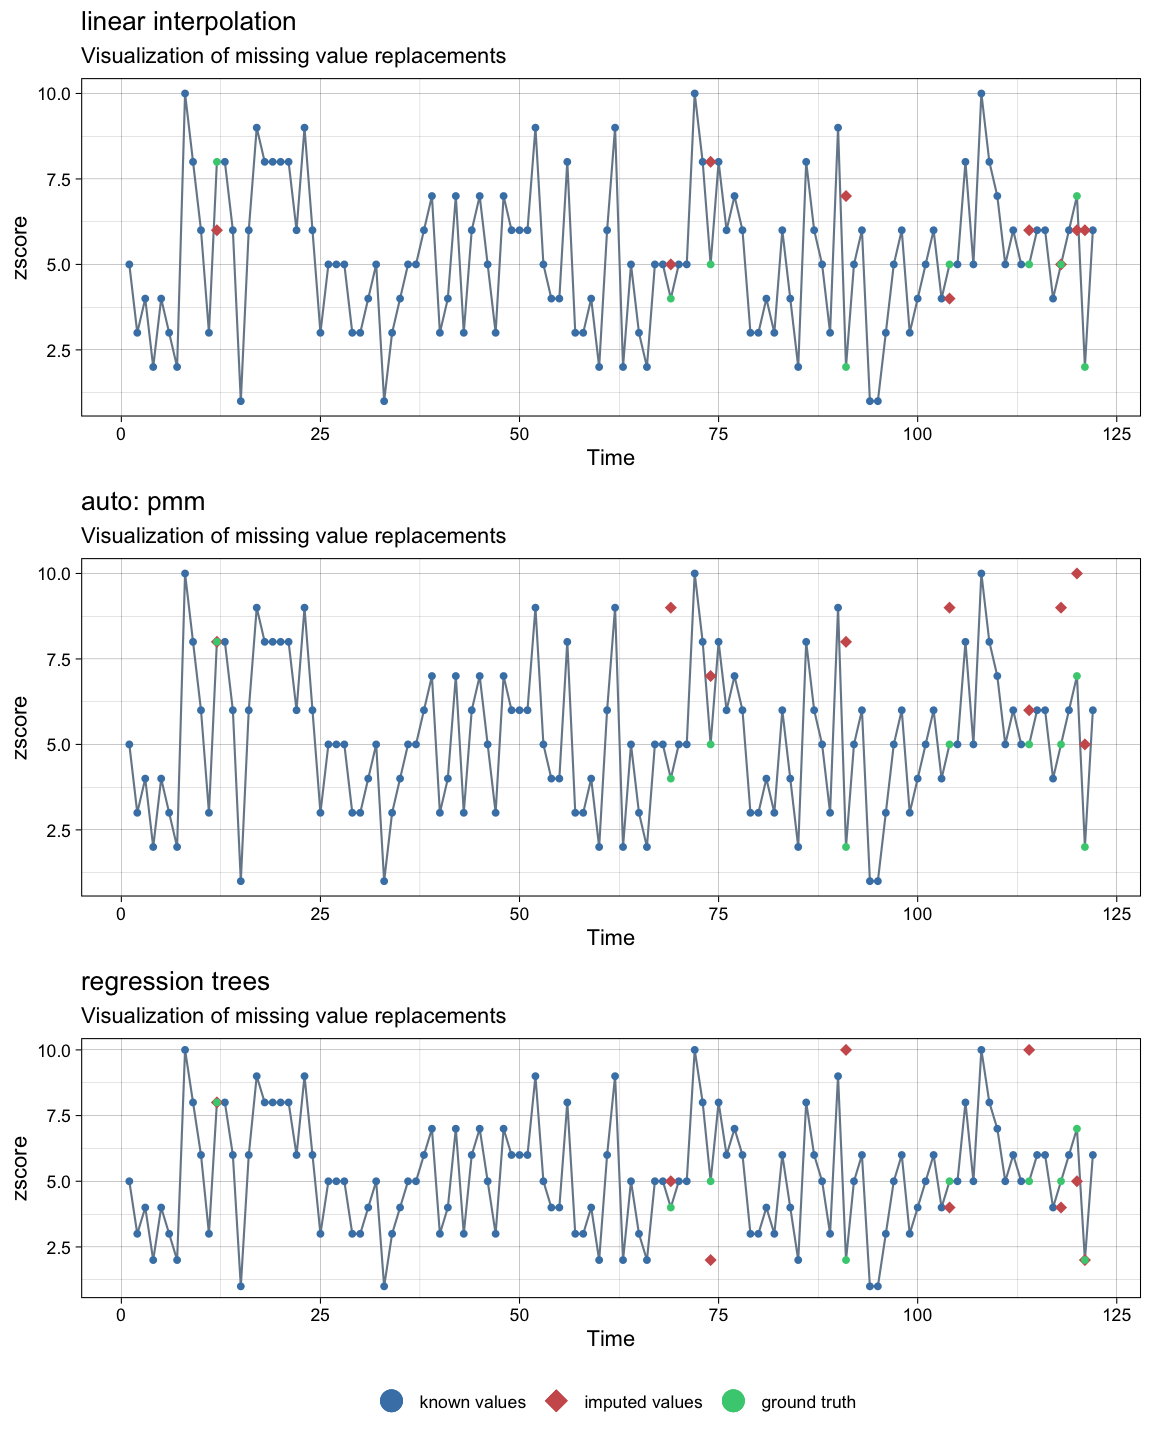 linear interpolation
Visualization of missing value replacements
10.0
7.5
5.0
2.5
zscore
0 25 50 75 100 125
Time
auto: pmm
Visualization of missing value replacements
10.0
7.5
5.0
2.5
zscore
0 25 50 75 100 125
Time
regression trees
Visualization of missing value replacements
10.0
7.5
5.0
2.5
zscore
0 25 50 75 100 125
Time
known values imputed values ground truth